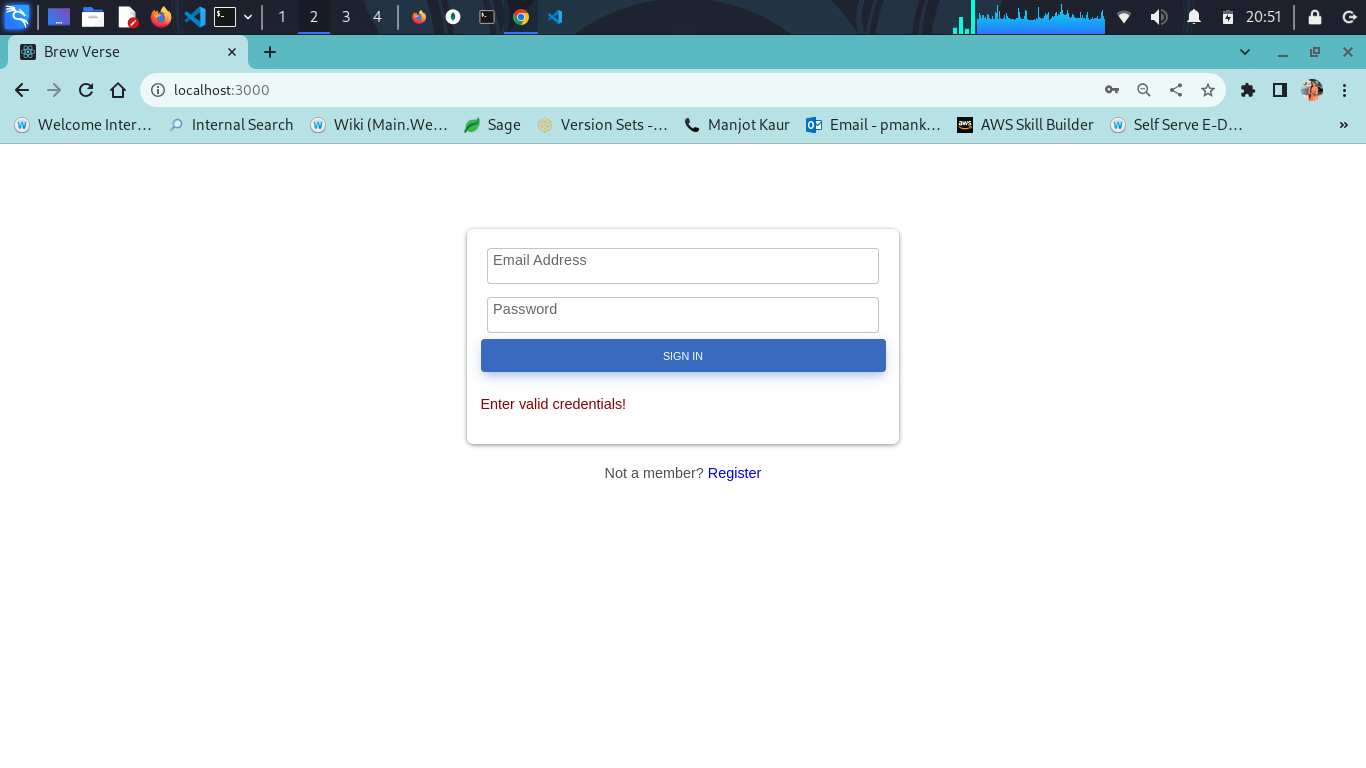 1 2 3 4 20:51
Brew Verse
localhost:3000
Welcome Inter… Internal Search Wiki (Main.We… Sage Version Sets -… Manjot Kaur Email - pmank… AWS Skill Builder Self Serve E-D… »
Email Address
Password
SIGN IN
Enter valid credentials!
Not a member? Register